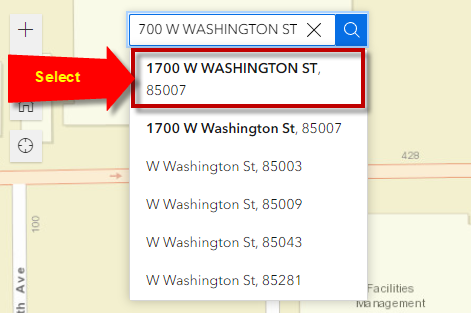 700 W WASHINGTON ST
Select
1700 W WASHINGTON ST,
85007
1700 W Washington St, 85007
W Washington St, 85003
W Washington St, 85009
W Washington St, 85043
W Washington St, 85281
428
100
th Ave
Facilities
Management